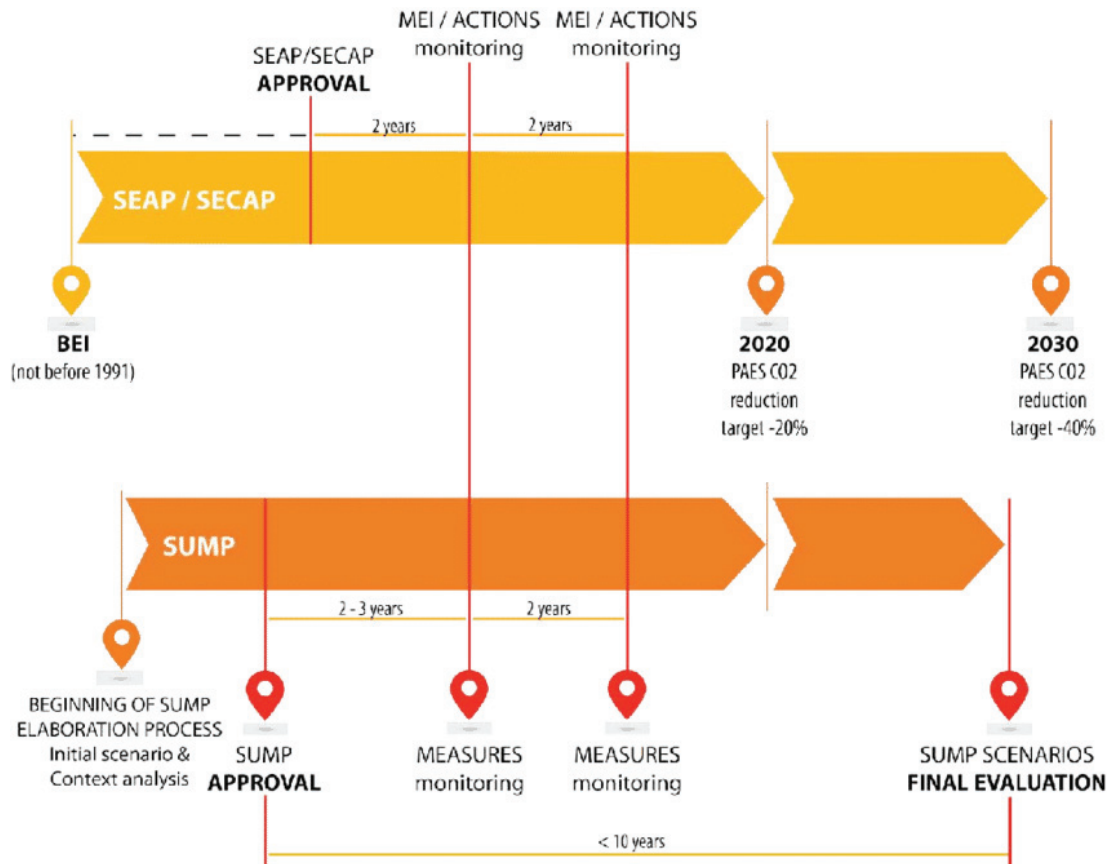 MEI / ACTIONS
monitoring
MEI / ACTIONS
monitoring
SEAP/SECAP
APPROVAL
2 years
2 years
SEAP / SECAP
BEI
(not before 1991)
2020
PAES CO2
reduction
target -20%
2030
PAES CO2
reduction
target -40%
SUMP
2 - 3 years
2 years
BEGINNING OF SUMP
ELABORATION PROCESS
Initial scenario &
Context analysis
SUMP
APPROVAL
MEASURES
monitoring
MEASURES
monitoring
SUMP SCENARIOS
FINAL EVALUATION
< 10 years